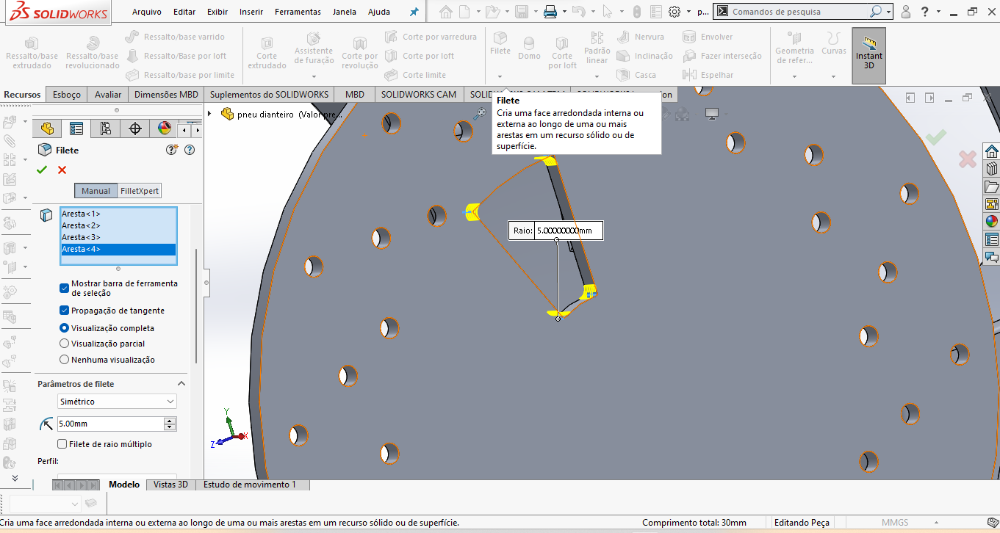 SOLIDWORKS
Arquivo Editar Exibir Inserir Ferramentas Janela Ajuda
p...
Comandos de pesquisa
Ressalto/base extrudado
Ressalto/base revolucionado
Ressalto/base varrido
Ressalto/Base por loft
Ressalto/base por limite
Corte extrudado
Assistente de furação
Corte por revolução
Corte por varredura
Corte por loft
Corte limite
Filete
Domo
Corte por loft
Padrão linear
Nervura
Inclinação
Casca
Envolver
Fazer interseção
Espelhar
Geometria de refer...
Curvas
Instant 3D
Recursos Esboço Avaliar Dimensões MBD Suplementos do SOLIDWORKS MBD SOLIDWORKS CAM
Filete
Cria uma face arredondada interna ou
externa ao longo de uma ou mais
arestas em um recurso sólido ou de
superfície.
pneu dianteiro (Valor pre...
Filete
Manual FilletXpert
Aresta<1>
Aresta<2>
Aresta<3>
Aresta<4>
Mostrar barra de ferramenta
de seleção
Propagação de tangente
Visualização completa
Visualização parcial
Nenhuma visualização
Parâmetros de filete
Simétrico
5.00mm
Filete de raio múltiplo
Perfil:
Raio: 5.00000000mm
Y
X
Z
Modelo Vistas 3D Estudo de movimento 1
Cria uma face arredondada interna ou externa ao longo de uma ou mais arestas em um recurso sólido ou de superfície.
Comprimento total: 30mm Editando Peça MMGS